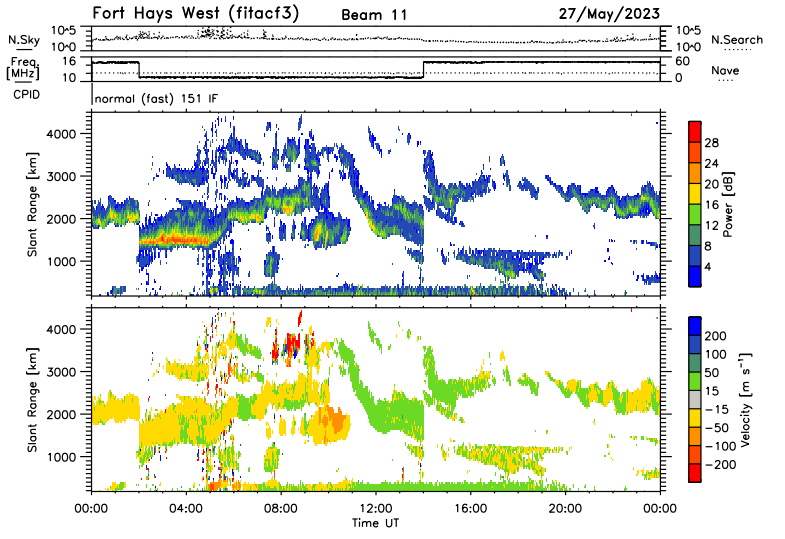 Fort Hays West (fitacf3) Beam 11 27/May/2023
N.Sky 10^5 10^0 10^5 10^0 N.Search
Freq. [MHz] 16 10 60 0 Nave
CPID normal (fast) 151 IF
Slant Range [km] 4000 3000 2000 1000
28 24 20 16 12 8 4 Power [dB]
Slant Range [km] 4000 3000 2000 1000
200 100 50 15 −15 −50 −100 −200 Velocity [m s⁻¹]
00:00 04:00 08:00 12:00 16:00 20:00 00:00
Time UT